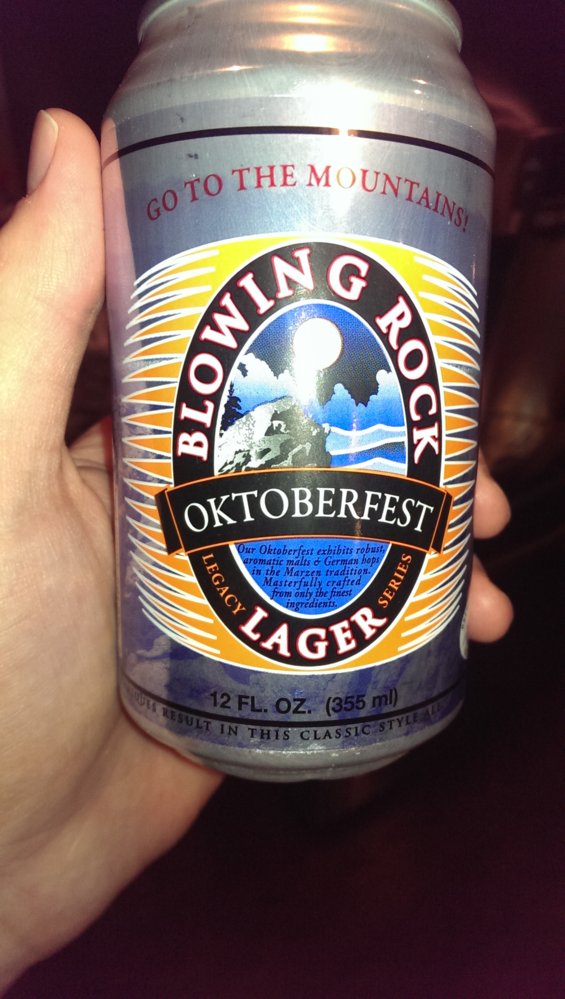 GO TO THE MOUNTAINS!
BLOWING ROCK
OKTOBERFEST
Our Oktoberfest exhibits robust,
aromatic malts & German hops
in the Marzen tradition.
Masterfully crafted
from only the finest
ingredients.
LEGACY SERIES
LAGER
12 FL. OZ. (355 ml)
RESULT IN THIS CLASSIC STYLE